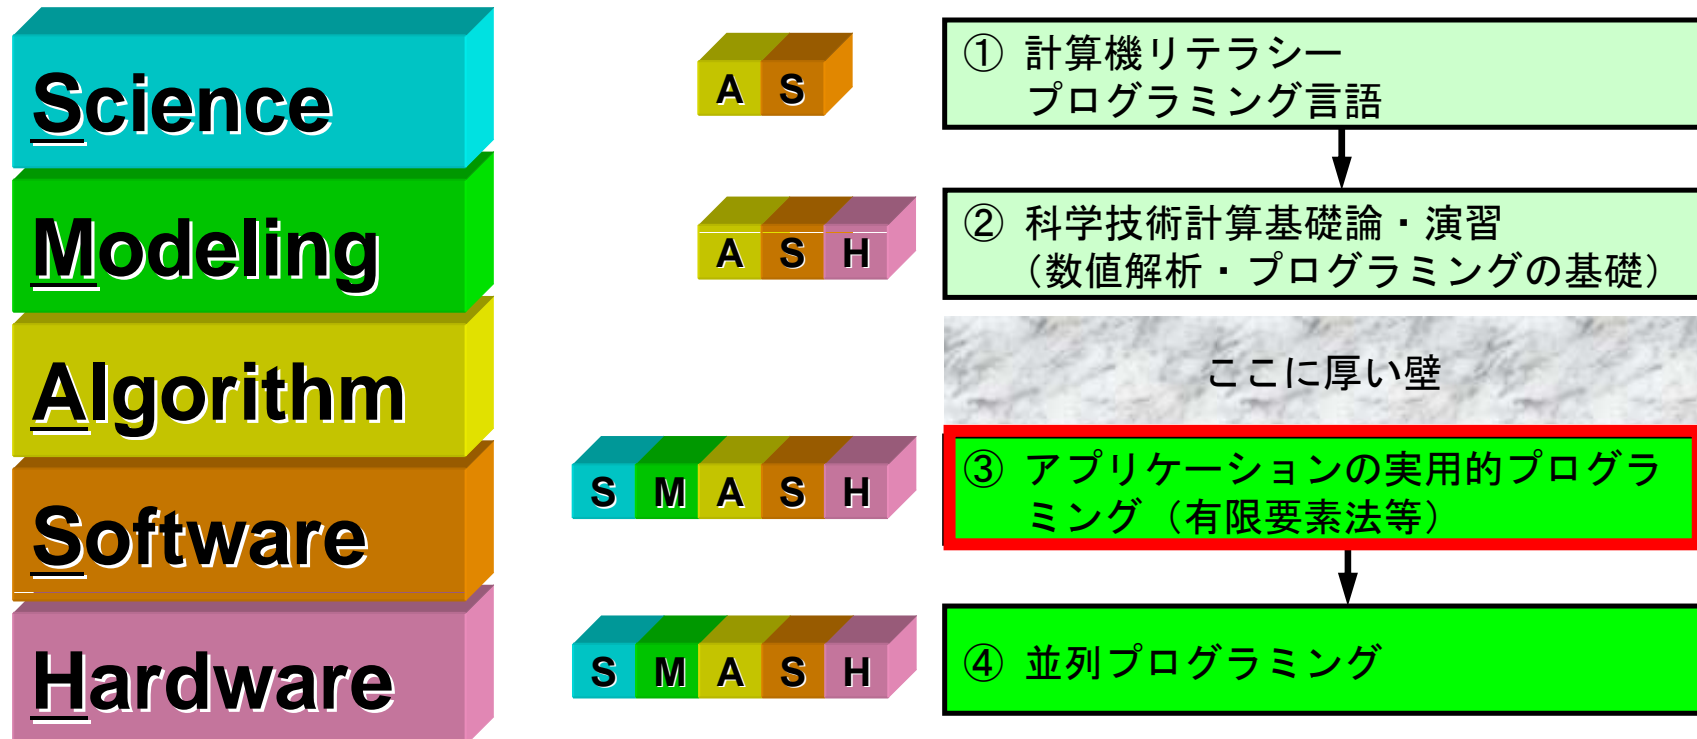 Science
Modeling
Algorithm
Software
Hardware
A S
① 計算機リテラシー
プログラミング言語
A S H
② 科学技術計算基礎論・演習
（数値解析・プログラミングの基礎）
ここに厚い壁
S M A S H
③ アプリケーションの実用的プログラ
ミング（有限要素法等）
S M A S H
④ 並列プログラミング